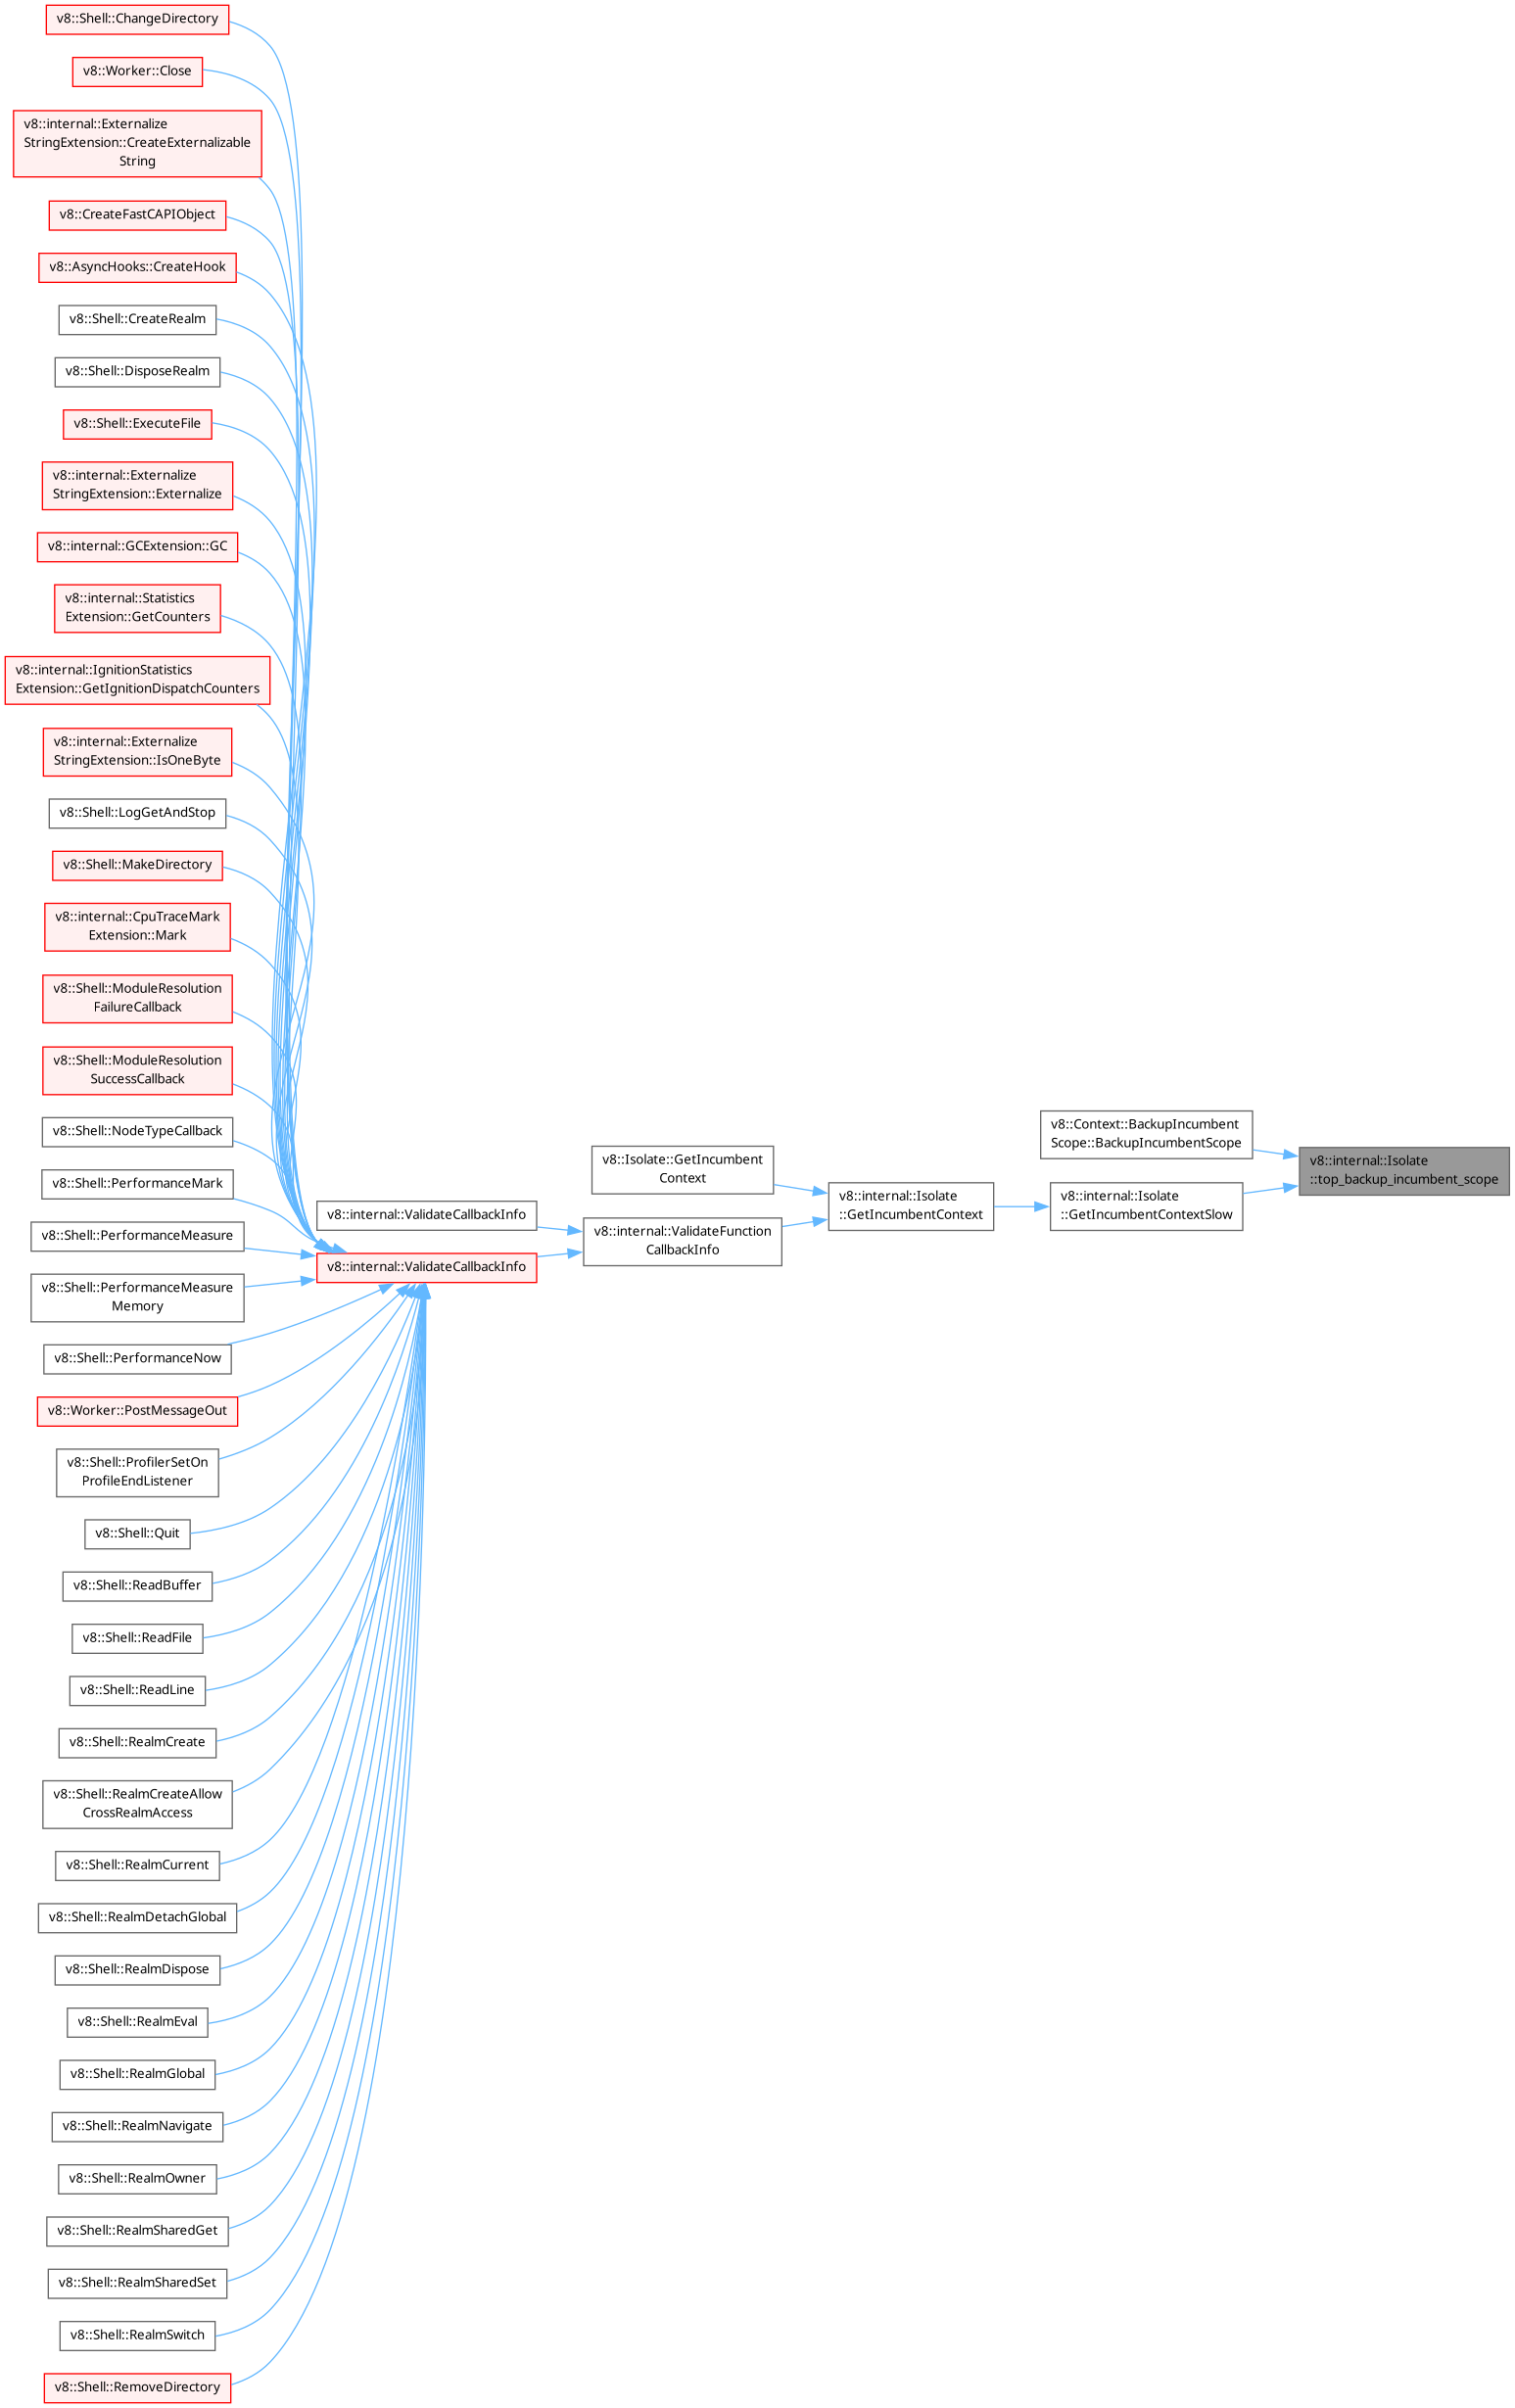 v8::Shell::ChangeDirectory
v8::Worker::Close
v8::internal::Externalize
StringExtension::CreateExternalizable
String
v8::CreateFastCAPIObject
v8::AsyncHooks::CreateHook
v8::Shell::CreateRealm
v8::Shell::DisposeRealm
v8::Shell::ExecuteFile
v8::internal::Externalize
StringExtension::Externalize
v8::internal::GCExtension::GC
v8::internal::Statistics
Extension::GetCounters
v8::internal::IgnitionStatistics
Extension::GetIgnitionDispatchCounters
v8::internal::Externalize
StringExtension::IsOneByte
v8::Shell::LogGetAndStop
v8::Shell::MakeDirectory
v8::internal::CpuTraceMark
Extension::Mark
v8::Shell::ModuleResolution
FailureCallback
v8::Shell::ModuleResolution
SuccessCallback
v8::Shell::NodeTypeCallback
v8::Shell::PerformanceMark
v8::Shell::PerformanceMeasure
v8::Shell::PerformanceMeasure
Memory
v8::Shell::PerformanceNow
v8::Worker::PostMessageOut
v8::Shell::ProfilerSetOn
ProfileEndListener
v8::Shell::Quit
v8::Shell::ReadBuffer
v8::Shell::ReadFile
v8::Shell::ReadLine
v8::Shell::RealmCreate
v8::Shell::RealmCreateAllow
CrossRealmAccess
v8::Shell::RealmCurrent
v8::Shell::RealmDetachGlobal
v8::Shell::RealmDispose
v8::Shell::RealmEval
v8::Shell::RealmGlobal
v8::Shell::RealmNavigate
v8::Shell::RealmOwner
v8::Shell::RealmSharedGet
v8::Shell::RealmSharedSet
v8::Shell::RealmSwitch
v8::Shell::RemoveDirectory
v8::internal::ValidateCallbackInfo
v8::internal::ValidateCallbackInfo
v8::Isolate::GetIncumbent
Context
v8::internal::ValidateFunction
CallbackInfo
v8::internal::Isolate
::GetIncumbentContext
v8::Context::BackupIncumbent
Scope::BackupIncumbentScope
v8::internal::Isolate
::GetIncumbentContextSlow
v8::internal::Isolate
::top_backup_incumbent_scope